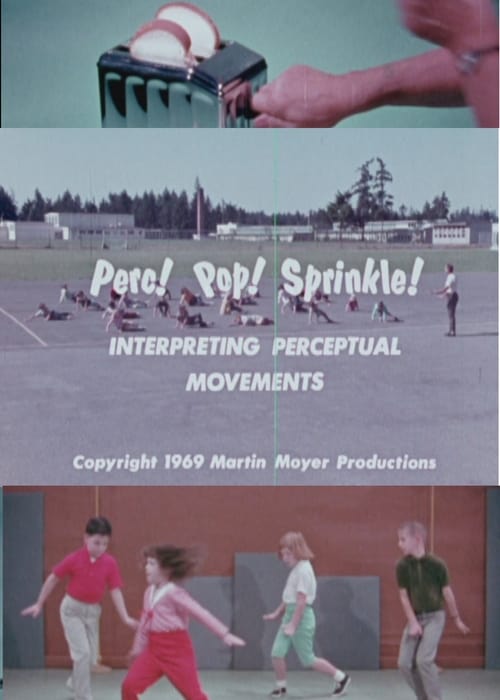 Perc! Pop! Sprinkle!
INTERPRETING PERCEPTUAL
MOVEMENTS
Copyright 1969 Martin Moyer Productions